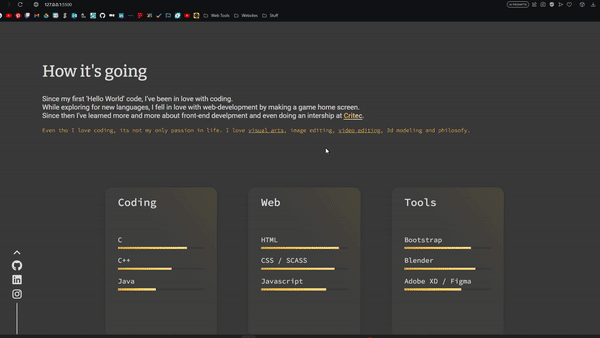 127.0.0.1:5500
Web Tools
Websites
Stuff
How it's going
Since my first 'Hello World' code, I've been in love with coding.
While exploring for new languages, I fell in love with web-development by making a game home screen.
Since then I've learned more and more about front-end develpment and even doing an intership at Critec.
Even tho I love coding, its not my only passion in life. I love visual arts, image editing, video editing, 3d modeling and philosofy.
Coding
C
C++
Java
Web
HTML
CSS / SCASS
Javascript
Tools
Bootstrap
Blender
Adobe XD / Figma